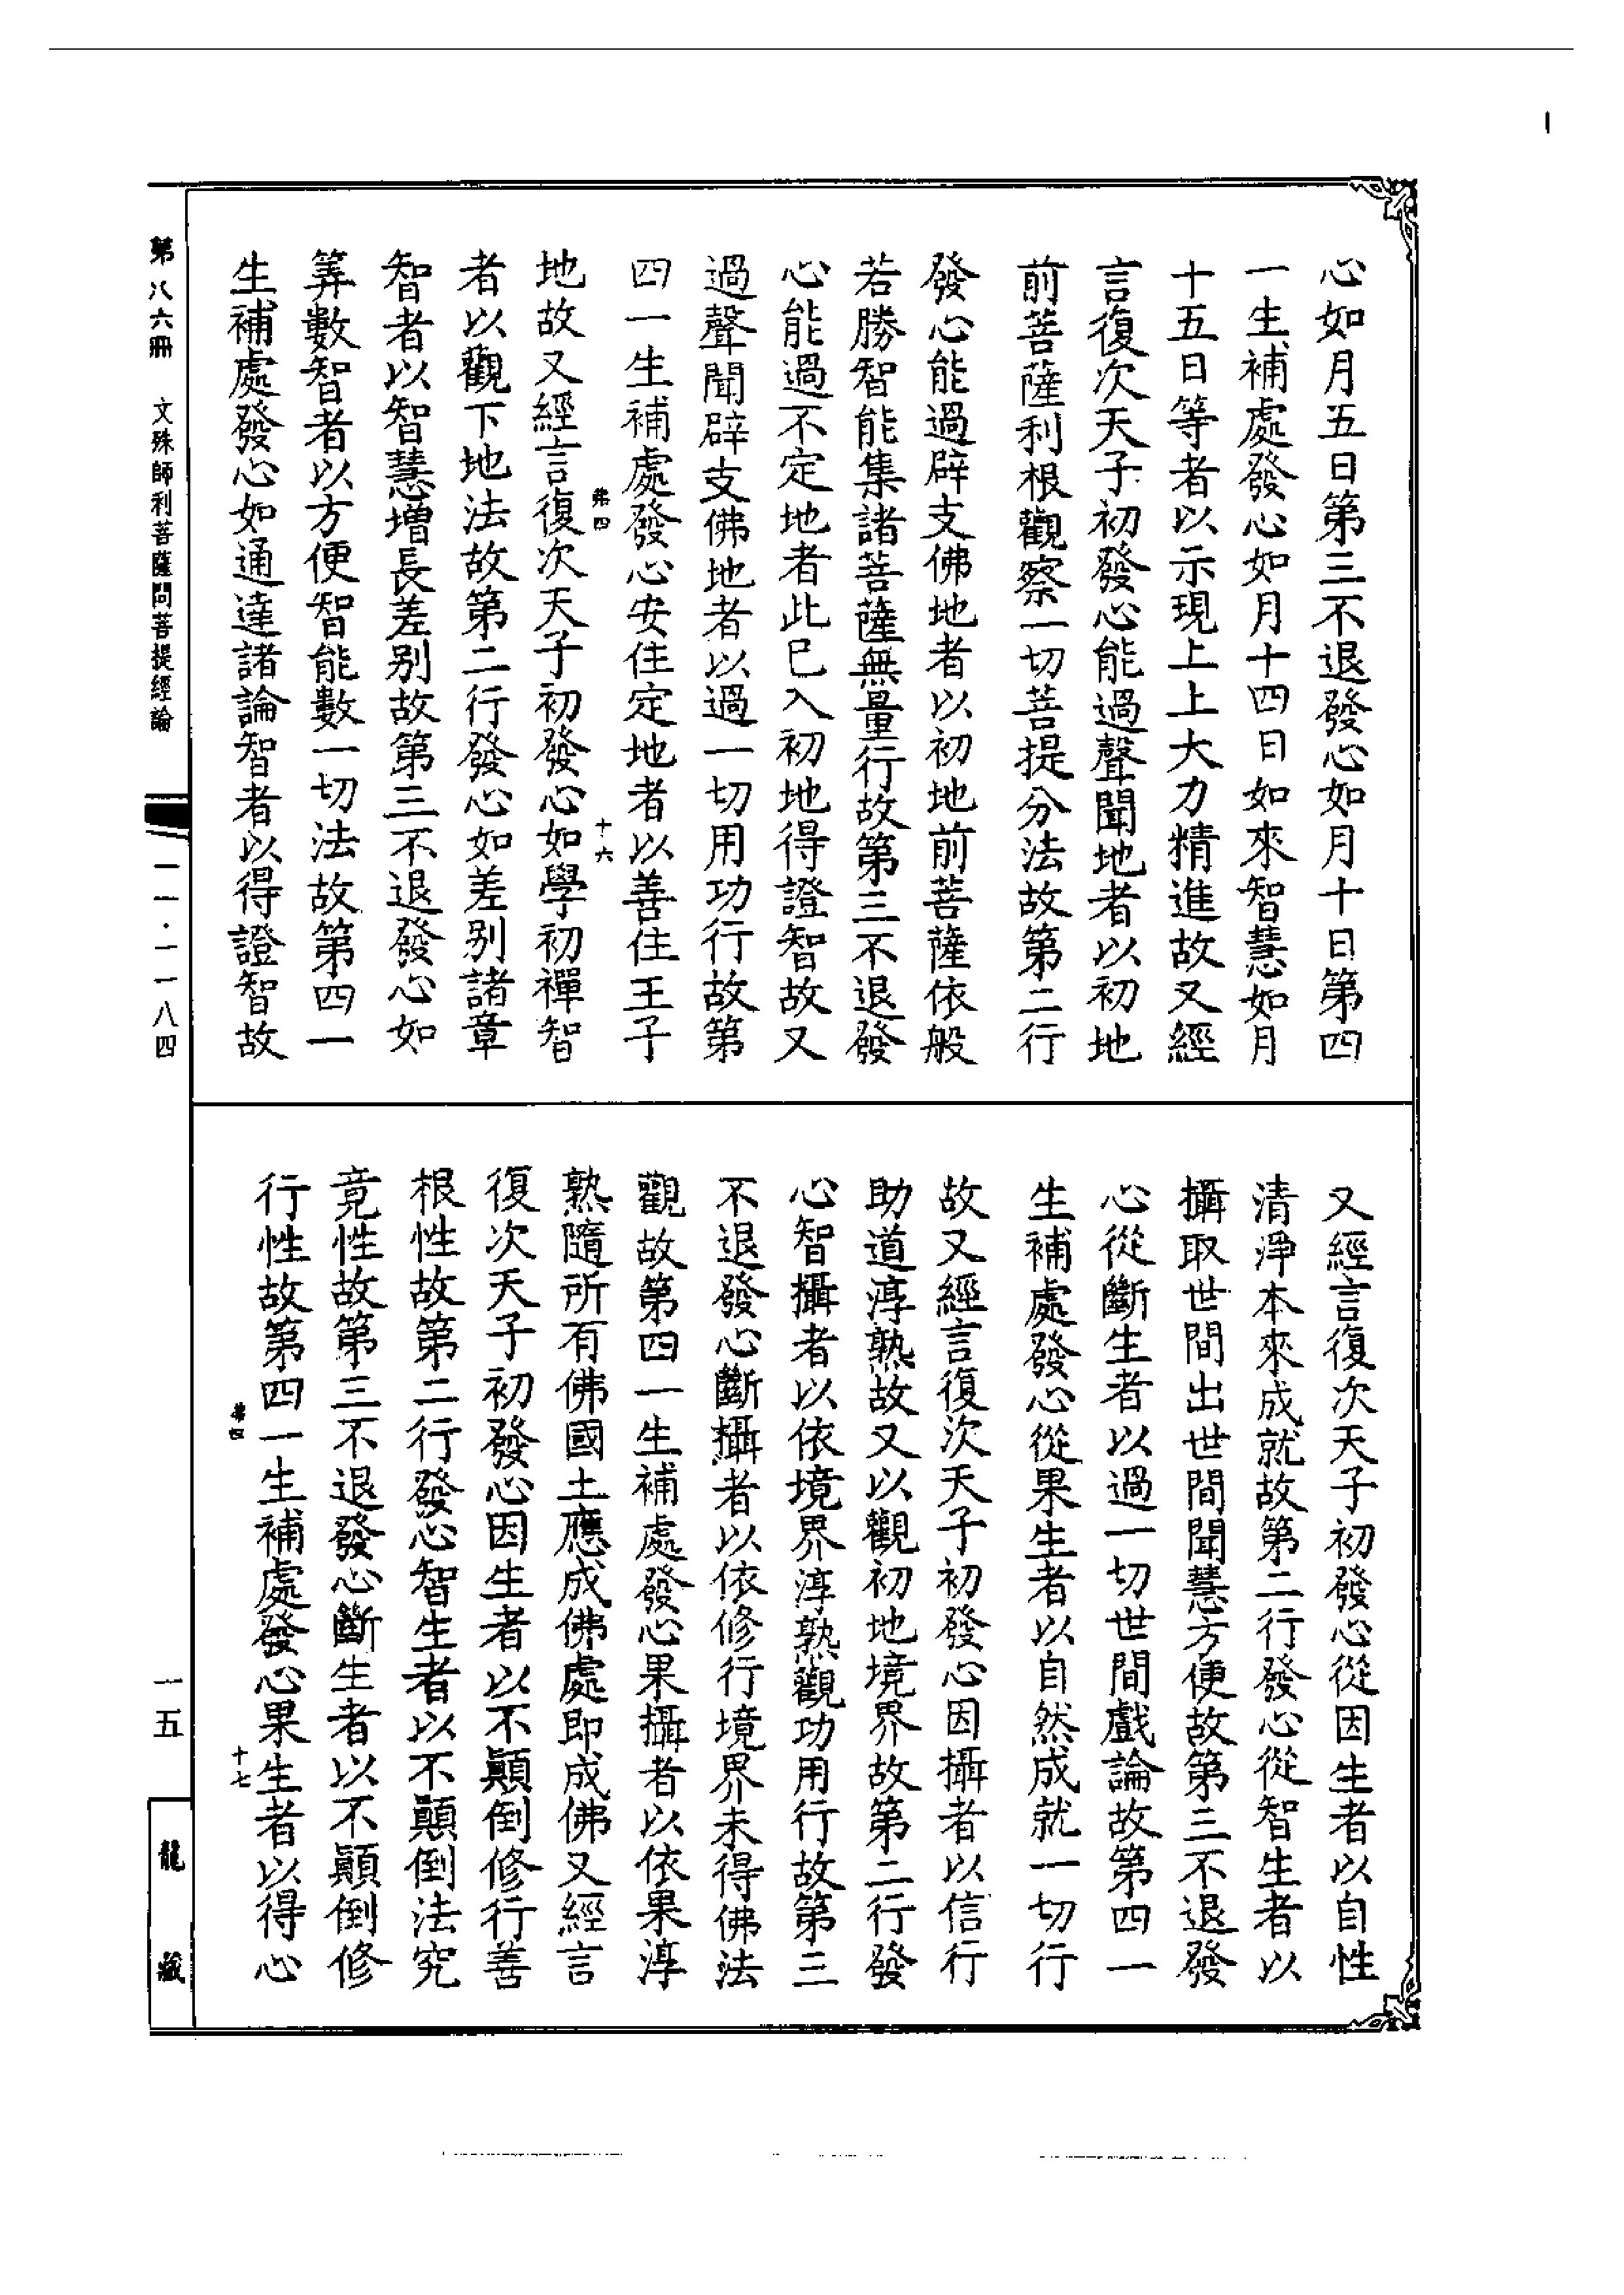 心如月五日第三不退發心如月十日第四
一生補處發心如月十四日如來智慧如月
十五日等者以示現上上大力精進故又經
言復次天子初發心能過聲聞地者以初地
前菩薩利根觀察一切菩提分法故第二行
發心能過辟支佛地者以初地前菩薩依般
若勝智能集諸菩薩無量行故第三不退發
心能過不定地者此已入初地得證智故又
過聲聞辟支佛地者以過一切用功行故第
四一生補處發心安住定地者以善住王子
地故又經言復次天子初發心如學初禪智
者以觀下地法故第二行發心如差别諸章
智者以智慧增長差别故第三不退發心如
筭數智者以方便智能數一切法故第四一
生補處發心如通達諸論智者以得證智故
弟四
十六
又經言復次天子初發心從因生者以自性
清淨本來成就故第二行發心從智生者以
攝取世間出世間聞慧方便故第三不退發
心從斷生者以過一切世間戲論故第四一
生補處發心從果生者以自然成就一切行
故又經言復次天子初發心因攝者以信行
助道淳熟故又以觀初地境界故第二行發
心智攝者以依境界淳熟觀功用行故第三
不退發心斷攝者以依修行境界未得佛法
觀故第四一生補處發心果攝者以依果淳
熟隨所有佛國土應成佛處即成佛又經言
復次天子初發心因生者以不顛倒修行善
根性故第二行發心智生者以不顛倒法究
竟性故第三不退發心斷生者以不顛倒修
行性故第四一生補處發心果生者以得心
弟四
十七
第八六冊 文殊師利菩薩問菩提經論
一一·一一八四
一五
龍藏